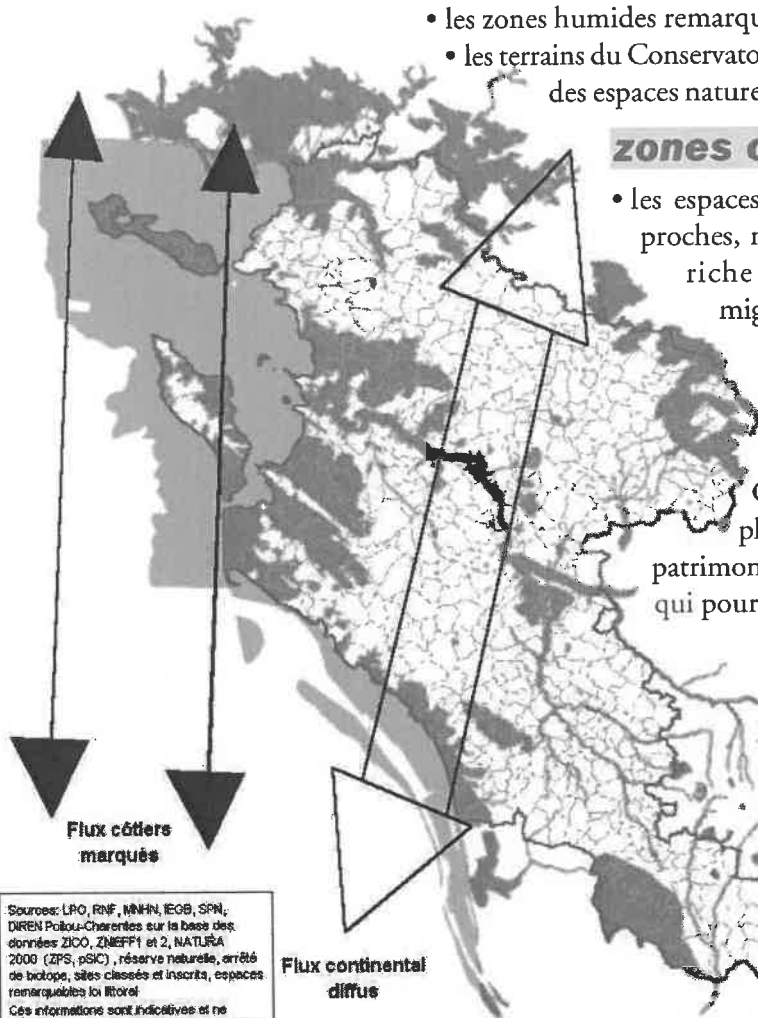 • les zones humides remarqu
• les terrains du Conservato
des espaces nature
zones
• les espaces
proches,
riche
mig
pl
patrimon
qui pour
Flux côtiers
marqués
Flux continental
diffus
Sources: LPO, RNF, MNHN, IEGB, SPN,
DIREN Poitou-Charentes sur la base des
données ZICO, ZNIEFF1 et 2, NATURA
2000 (ZPS, pSIC), réserve naturelle, arrêté
de biotope, sites classés et inscrits, espaces
remarquables loi littoral
Ces informations sont indicatives et ne